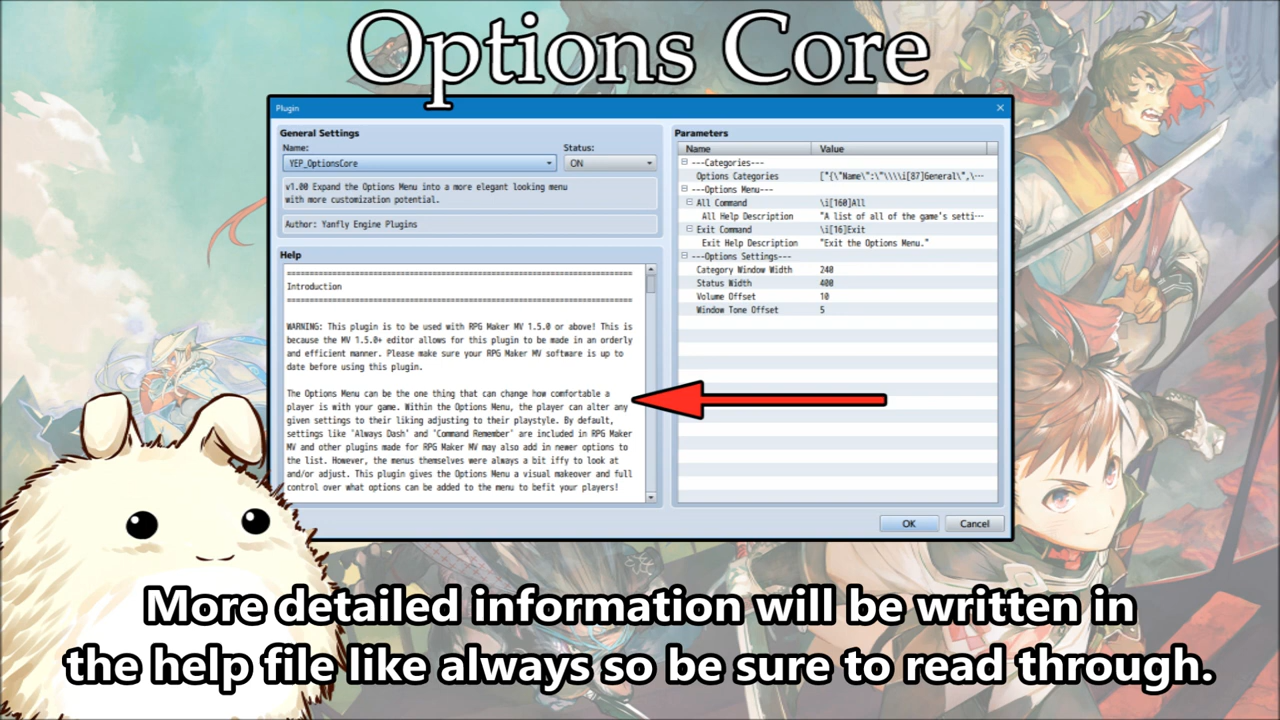 Options Core
Plugin
General Settings
Name:
Status:
YEP_OptionsCore
ON
v1.00 Expand the Options Menu into a more elegant looking menu
with more customization potential.
Author: Yanfly Engine Plugins
Help
================================================================================
Introduction
================================================================================
WARNING: This plugin is to be used with RPG Maker MV 1.5.0 or above! This is
because the MV 1.5.0+ editor allows for this plugin to be made in an orderly
and efficient manner. Please make sure your RPG Maker MV software is up to
date before using this plugin.
The Options Menu can be the one thing that can change how comfortable a
player is with your game. Within the Options Menu, the player can alter any
given settings to their liking adjusting to their playstyle. By default,
settings like 'Always Dash' and 'Command Remember' are included in RPG Maker
MV and other plugins made for RPG Maker MV may also add in newer options to
the list. However, the menus themselves were always a bit iffy to look at
and/or adjust. This plugin gives the Options Menu a visual makeover and full
control over what options can be added to the menu to befit your players!
Parameters
Name Value
---Categories---
Options Categories ["{\"Name\":\"\\\\i[87]General\",\···
---Options Menu---
All Command \i[160]All
All Help Description "A list of all of the game's setti···
Exit Command \i[16]Exit
Exit Help Description "Exit the Options Menu."
---Options Settings---
Category Window Width 240
Status Width 400
Volume Offset 10
Window Tone Offset 5
OK
Cancel
More detailed information will be written in
the help file like always so be sure to read through.